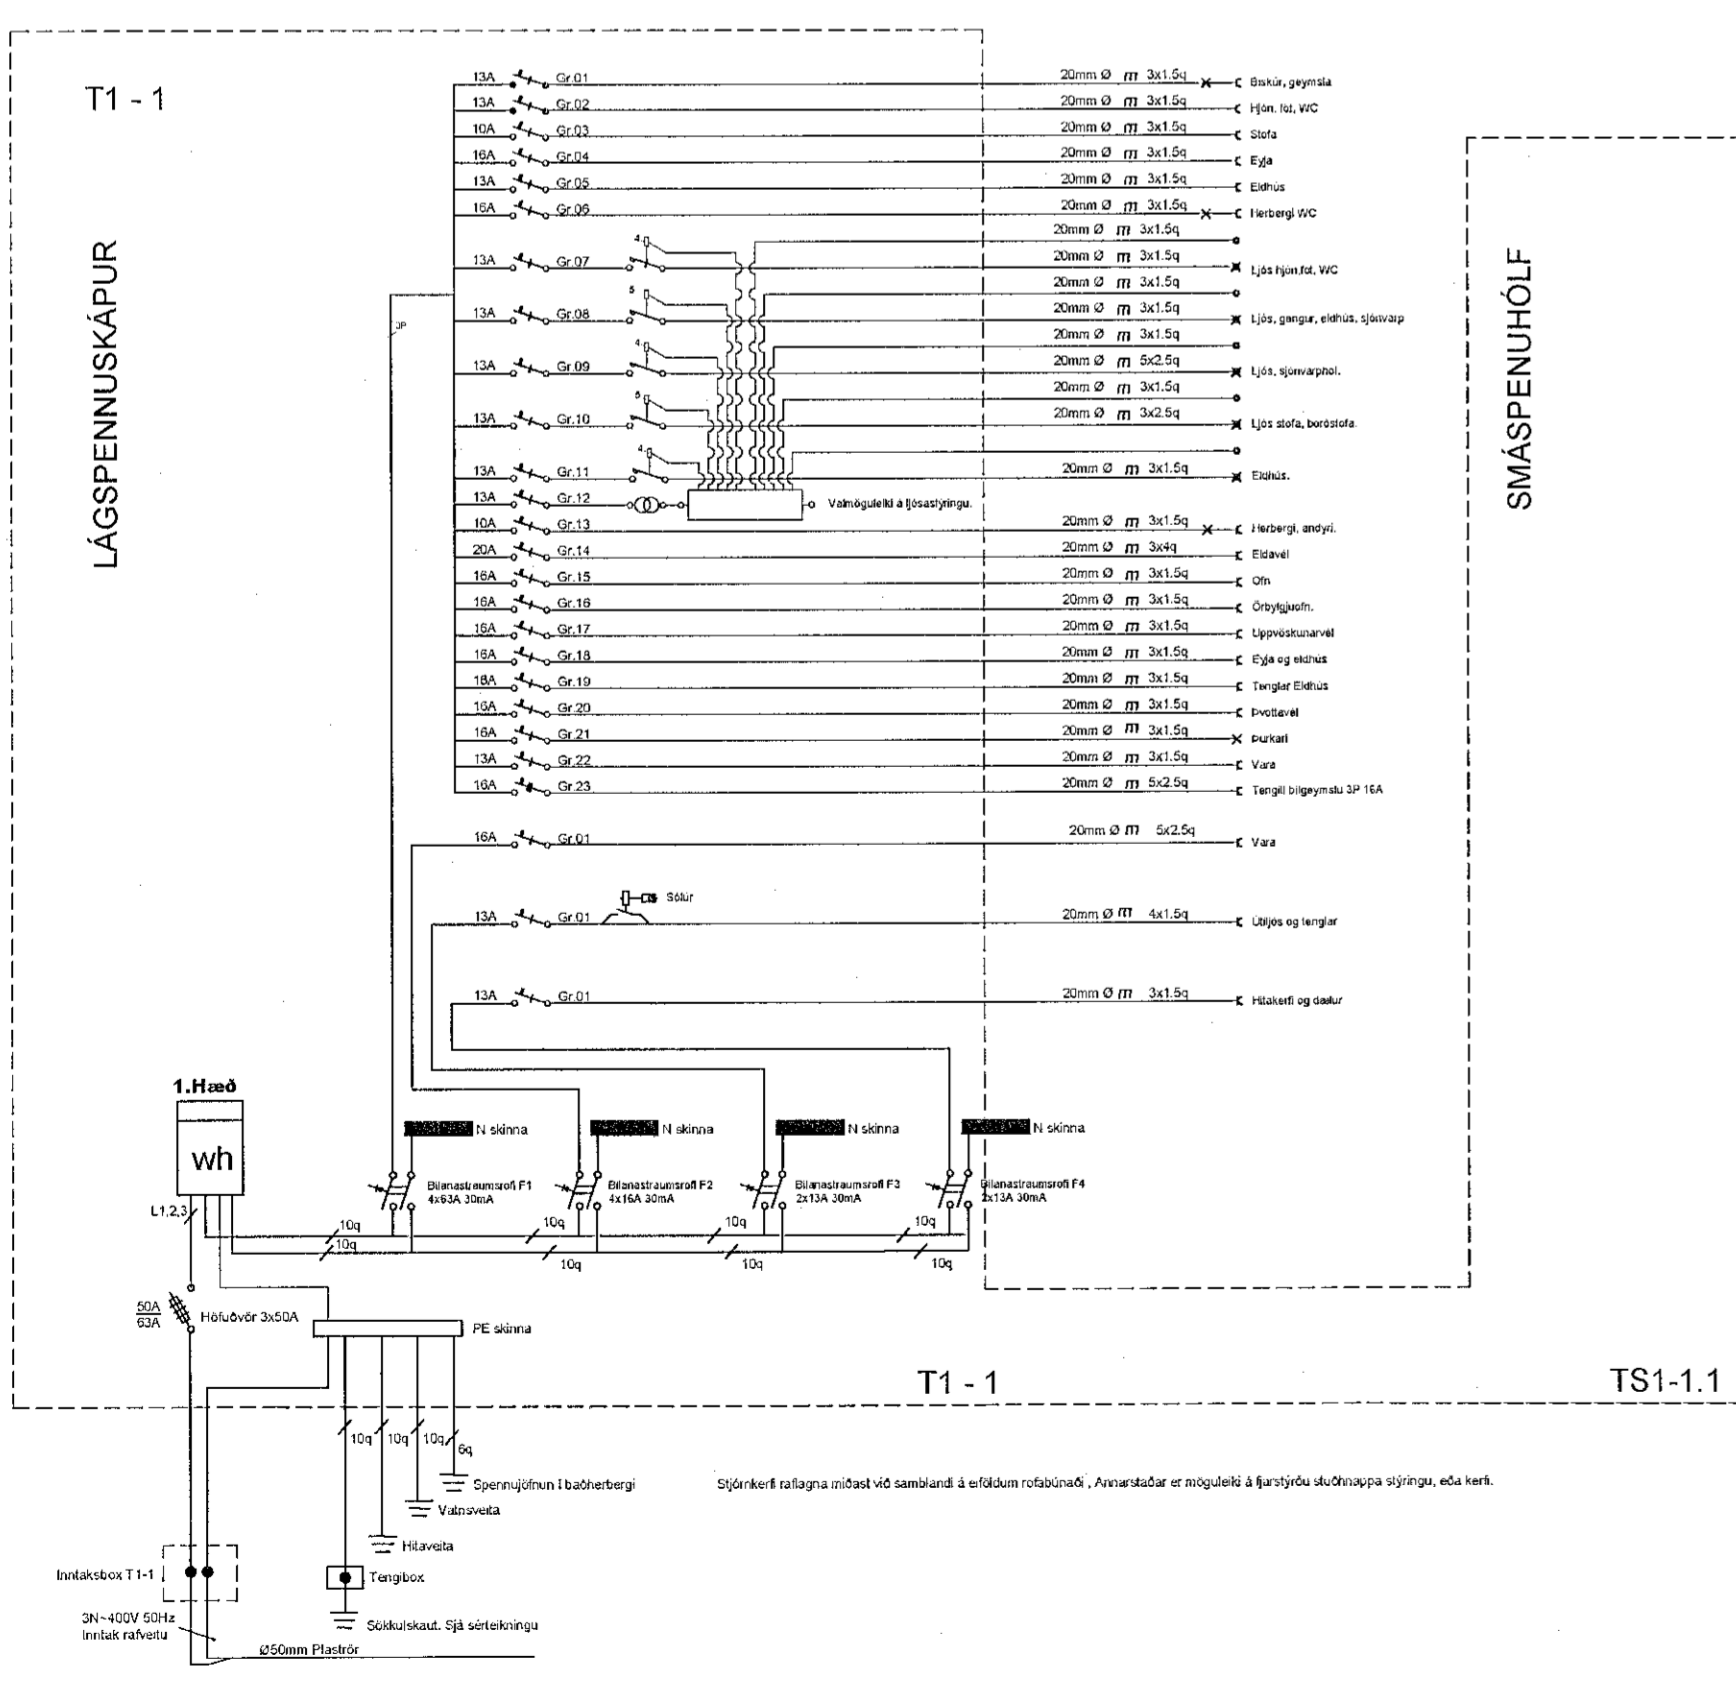 T1 - 1
LÁGSPENNUSKÁPUR
SMÁSPENUHÓLF
13A Gr.01 20mm Ø m 3x1.5q Bískúr, geymsla
13A Gr.02 20mm Ø m 3x1.5q Hjón. fot, WC
10A Gr.03 20mm Ø m 3x1.5q Stofa
16A Gr.04 20mm Ø m 3x1.5q Eyja
13A Gr.05 20mm Ø m 3x1.5q Eldhús
16A Gr.06 20mm Ø m 3x1.5q Herbergi WC
20mm Ø m 3x1.5q
13A Gr.07 4 20mm Ø m 3x1.5q Ljós hjón,fot, WC
20mm Ø m 3x1.5q
3P
13A Gr.08 20mm Ø m 3x1.5q Ljós, gangur, eldhús, sjónvarp
20mm Ø m 3x1.5q
13A Gr.09 4 20mm Ø m 5x2.5q Ljós, sjónvarphol.
20mm Ø m 3x1.5q
13A Gr.10 20mm Ø m 3x2.5q Ljós stofa, borðstofa.
13A Gr.11 4 20mm Ø m 3x1.5q Eldhús.
13A Gr.12 Valmöguleiki á ljósastýringu.
10A Gr.13 20mm Ø m 3x1.5q Herbergi, andyri.
20A Gr.14 20mm Ø m 3x4q Eldavél
16A Gr.15 20mm Ø m 3x1.5q Ofn
16A Gr.16 20mm Ø m 3x1.5q Örbylgjuofn.
16A Gr.17 20mm Ø m 3x1.5q Uppvöskunarvél
16A Gr.18 20mm Ø m 3x1.5q Eyja og eldhús
Gr.19 20mm Ø m 3x1.5q Tenglar Eldhús
16A Gr.20 20mm Ø m 3x1.5q Þvottavél
16A Gr.21 20mm Ø m 3x1.5q Þurkari
13A Gr.22 20mm Ø m 3x1.5q Vara
16A Gr.23 20mm Ø m 5x2.5q Tengill bílgeymslu 3P 16A
16A Gr.01 20mm Ø m 5x2.5q Vara
Sólúr
13A Gr.01 20mm Ø m 4x1.5q Útiljós og tenglar
13A Gr.01 20mm Ø m 3x1.5q Hitakerfi og dælur
1.Hæð
wh
N skinna N skinna N skinna N skinna
Bilanastraumsrofi F1 Bilanastraumsrofi F2 Bilanastraumsrofi F3 Bilanastraumsrofi F4
4x63A 30mA 4x16A 30mA 2x13A 30mA 2x13A 30mA
L1,2,3
10q 10q 10q 10q
10q 10q 10q 10q
50A
63A
Höfuðvör 3x50A
PE skinna
T1 - 1
TS1-1.1
10q 10q 10q 6q
Spennujöfnun í baðherbergi
Stjórnkerfi raflagna miðast við samblandi á eiföldum rofabúnaði , Annarstaðar er möguleiki á fjarstýrðu stuðhnappa stýringu, eða kerfi.
Vatnsveita
Hitaveita
Inntaksbox T1-1
Tengibox
3N~400V 50Hz
Inntak rafveitu
Sökkulskaut. Sjá sérteikningu
Ø50mm Plaströr